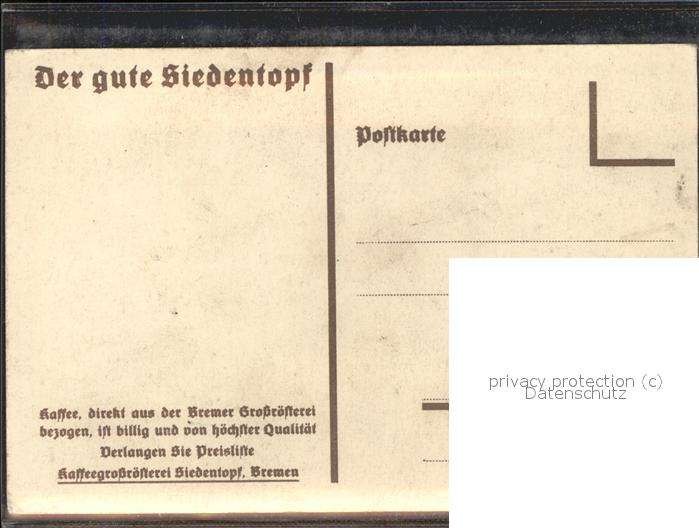 Der gute Siedentopf
Postkarte
Kaffee, direkt aus der Bremer Großrösterei
bezogen, ist billig und von höchster Qualität
Verlangen Sie Preisliste
Kaffeegroßrösterei Siedentopf, Bremen
privacy protection (c)
Datenschutz